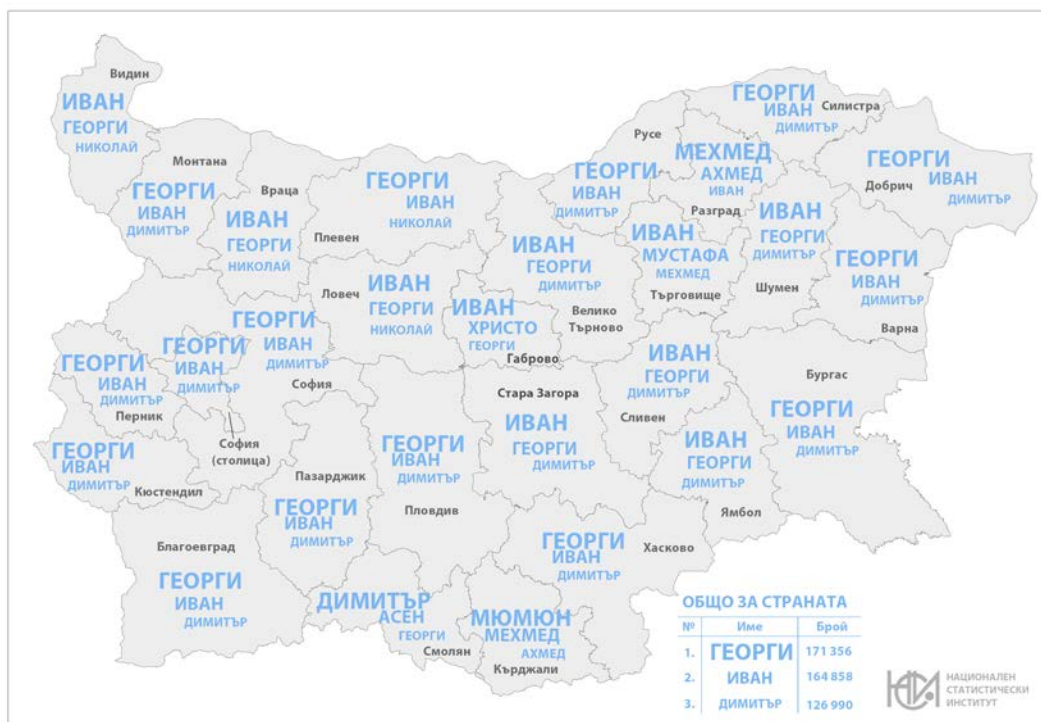 Видин
ИВАН
ГЕОРГИ
НИКОЛАЙ
Монтана
ГЕОРГИ
ИВАН
ДИМИТЪР
Враца
ИВАН
ГЕОРГИ
НИКОЛАЙ
Плевен
ГЕОРГИ
ИВАН
НИКОЛАЙ
Ловеч
ИВАН
ГЕОРГИ
НИКОЛАЙ
ИВАН
ХРИСТО
ГЕОРГИ
Габрово
ИВАН
ГЕОРГИ
ДИМИТЪР
Велико
Търново
Русе
ГЕОРГИ
ИВАН
ДИМИТЪР
ГЕОРГИ
ИВАН
Силистра
ДИМИТЪР
МЕХМЕД
АХМЕД
ИВАН
Разград
ГЕОРГИ
Добрич
ИВАН
ДИМИТЪР
ИВАН
МУСТАФА
МЕХМЕД
Търговище
ИВАН
ГЕОРГИ
ДИМИТЪР
Шумен
ГЕОРГИ
ИВАН
ДИМИТЪР
Варна
ГЕОРГИ
ИВАН
ДИМИТЪР
София
ГЕОРГИ
ИВАН
ДИМИТЪР
София
(столица)
ГЕОРГИ
ИВАН
ДИМИТЪР
Перник
ГЕОРГИ
ИВАН
ДИМИТЪР
Кюстендил
Благоевград
ГЕОРГИ
ИВАН
ДИМИТЪР
Пазарджик
ГЕОРГИ
ИВАН
ДИМИТЪР
ГЕОРГИ
ИВАН
ДИМИТЪР
Пловдив
Стара Загора
ИВАН
ГЕОРГИ
ДИМИТЪР
ИВАН
ГЕОРГИ
ДИМИТЪР
Сливен
ИВАН
ГЕОРГИ
ДИМИТЪР
Ямбол
Бургас
ГЕОРГИ
ИВАН
ДИМИТЪР
ГЕОРГИ
ИВАН
ДИМИТЪР
Хасково
ДИМИТЪР
АСЕН
ГЕОРГИ
Смолян
МЮМЮН
МЕХМЕД
АХМЕД
Кърджали
ОБЩО ЗА СТРАНАТА
№ Име Брой
1. ГЕОРГИ 171 356
2. ИВАН 164 858
3. ДИМИТЪР 126 990
НСИ
НАЦИОНАЛЕН
СТАТИСТИЧЕСКИ
ИНСТИТУТ